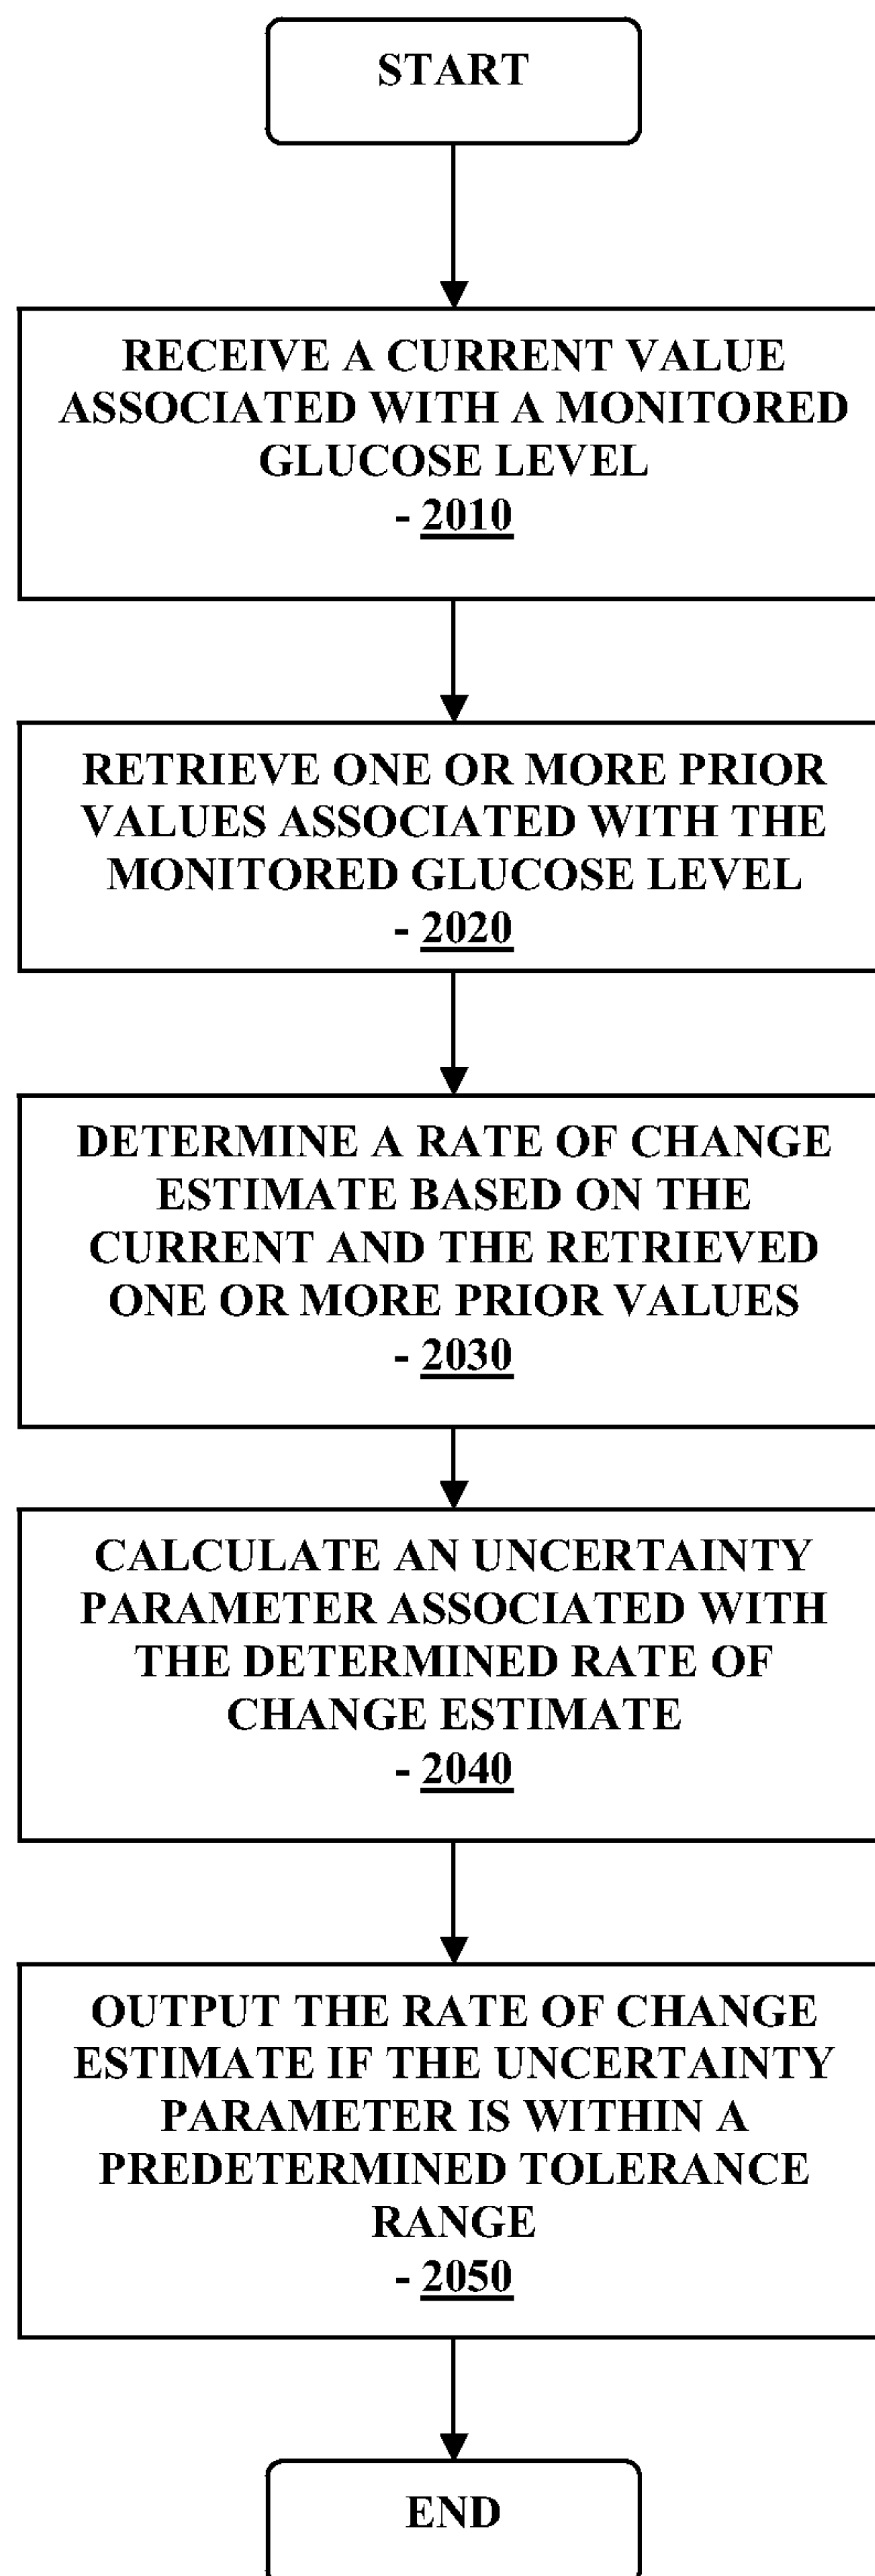 START
RECEIVE A CURRENT VALUE
ASSOCIATED WITH A MONITORED
GLUCOSE LEVEL
- 2010
RETRIEVE ONE OR MORE PRIOR
VALUES ASSOCIATED WITH THE
MONITORED GLUCOSE LEVEL
- 2020
DETERMINE A RATE OF CHANGE
ESTIMATE BASED ON THE
CURRENT AND THE RETRIEVED
ONE OR MORE PRIOR VALUES
- 2030
CALCULATE AN UNCERTAINTY
PARAMETER ASSOCIATED WITH
THE DETERMINED RATE OF
CHANGE ESTIMATE
- 2040
OUTPUT THE RATE OF CHANGE
ESTIMATE IF THE UNCERTAINTY
PARAMETER IS WITHIN A
PREDETERMINED TOLERANCE
RANGE
- 2050
END